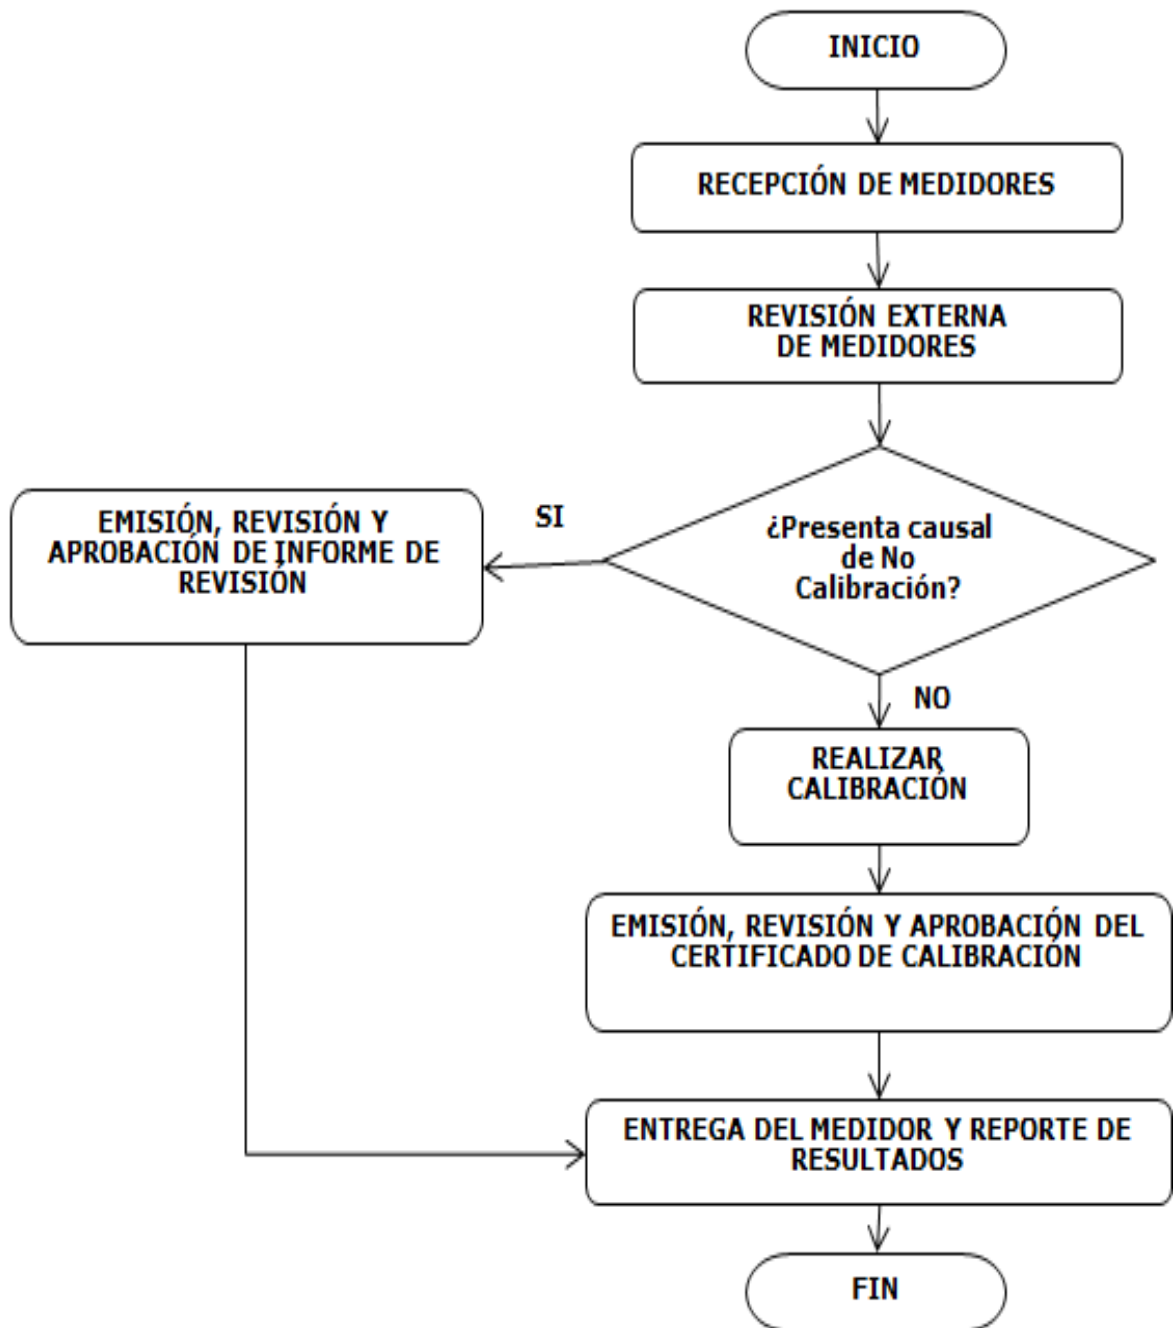 INICIO
RECEPCIÓN DE MEDIDORES
REVISIÓN EXTERNA
DE MEDIDORES
¿Presenta causal
de No
Calibración?
SI
EMISIÓN, REVISIÓN Y
APROBACIÓN DE INFORME DE
REVISIÓN
NO
REALIZAR
CALIBRACIÓN
EMISIÓN, REVISIÓN Y APROBACIÓN DEL
CERTIFICADO DE CALIBRACIÓN
ENTREGA DEL MEDIDOR Y REPORTE DE
RESULTADOS
FIN